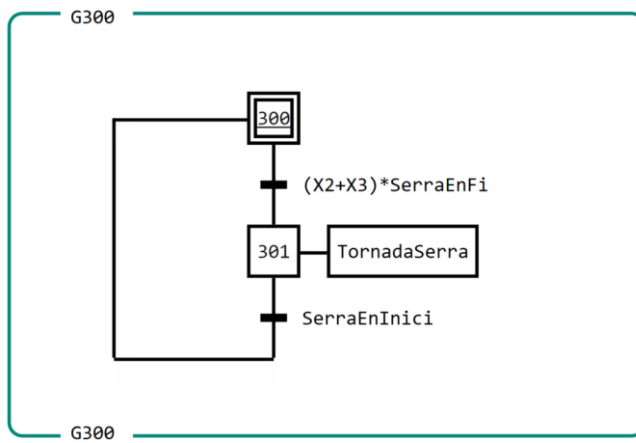 G300
300
(X2+X3)*SerraEnFi
301 TornadaSerra
SerraEnInici
G300